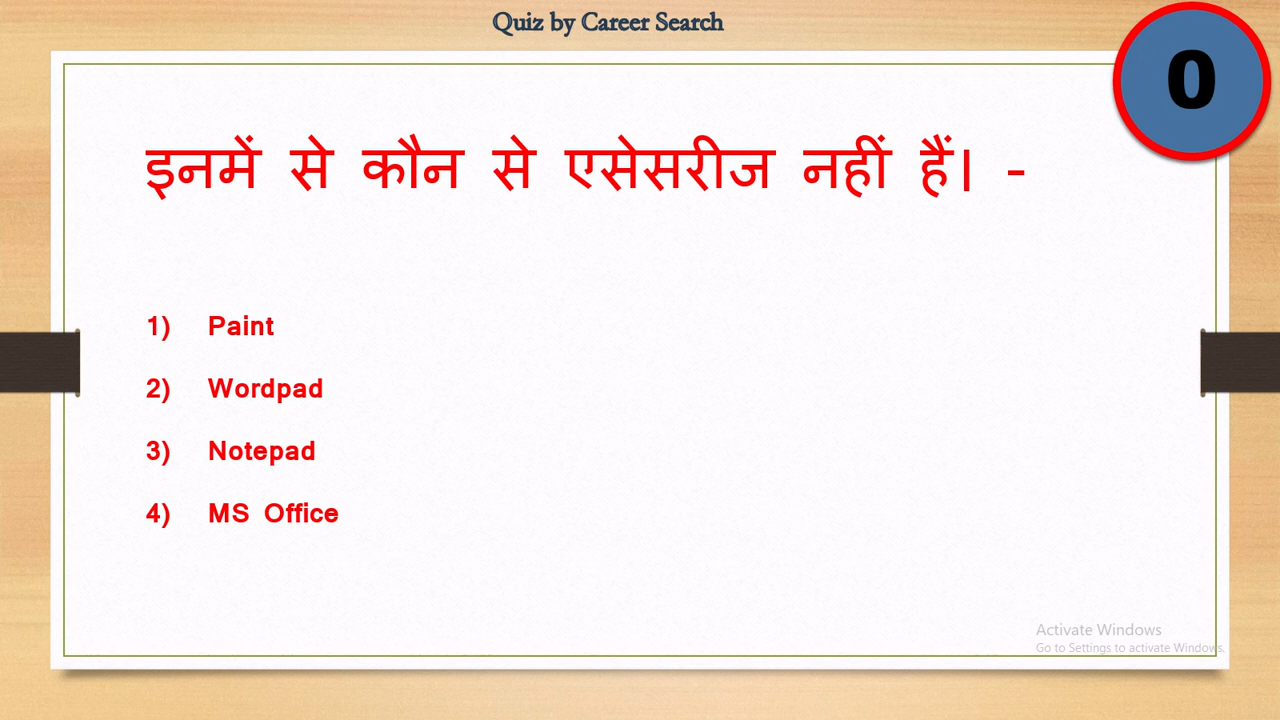 Quiz by Career Search
0
इनमें से कौन से एसेसरीज नहीं हैं। -
1) Paint
2) Wordpad
3) Notepad
4) MS Office
Activate Windows
Go to Settings to activate Windows.